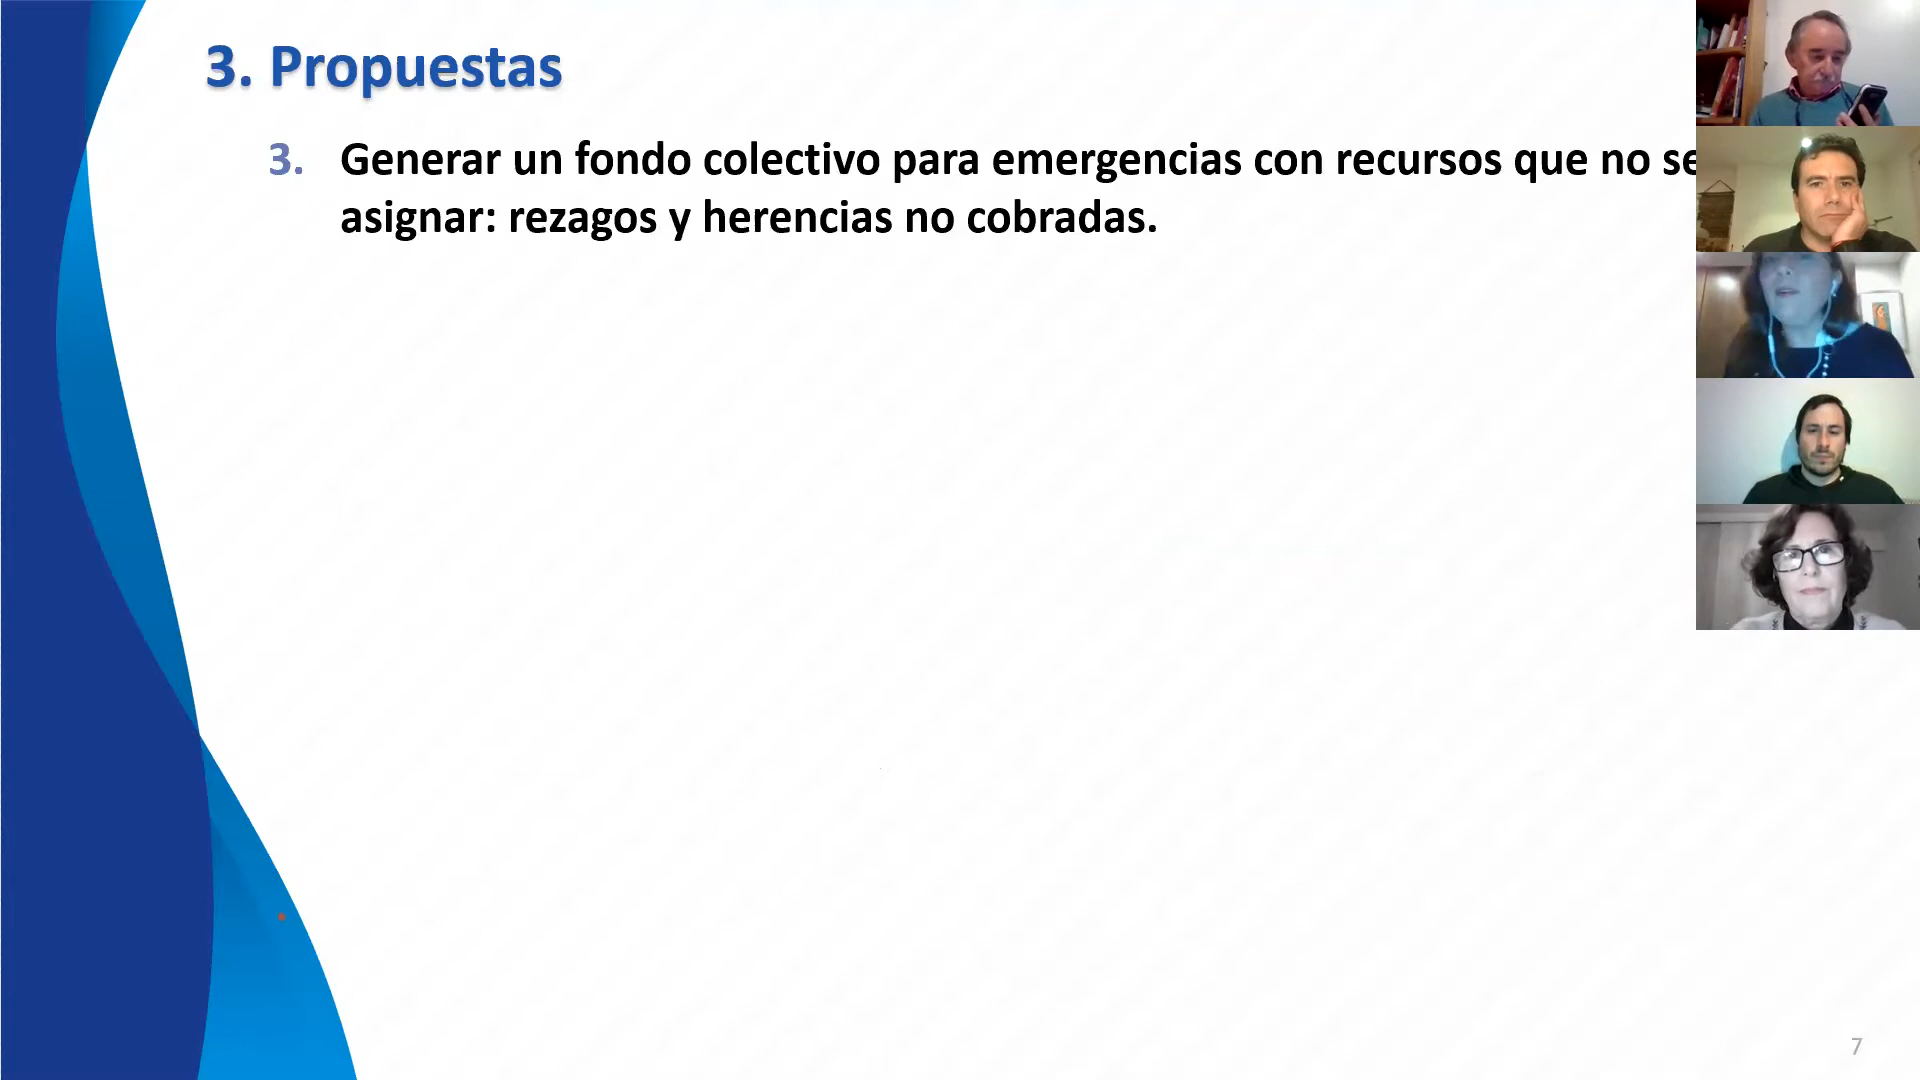 3. Propuestas
3. Generar un fondo colectivo para emergencias con recursos que no se
asignar: rezagos y herencias no cobradas.
7